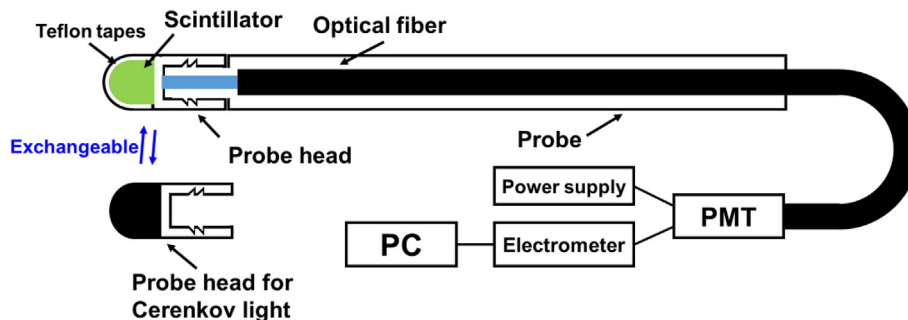 Teflon tapes
Scintillator
Optical fiber
Exchangeable
Probe head
Probe
Power supply
PMT
PC
Electrometer
Probe head for
Cerenkov light